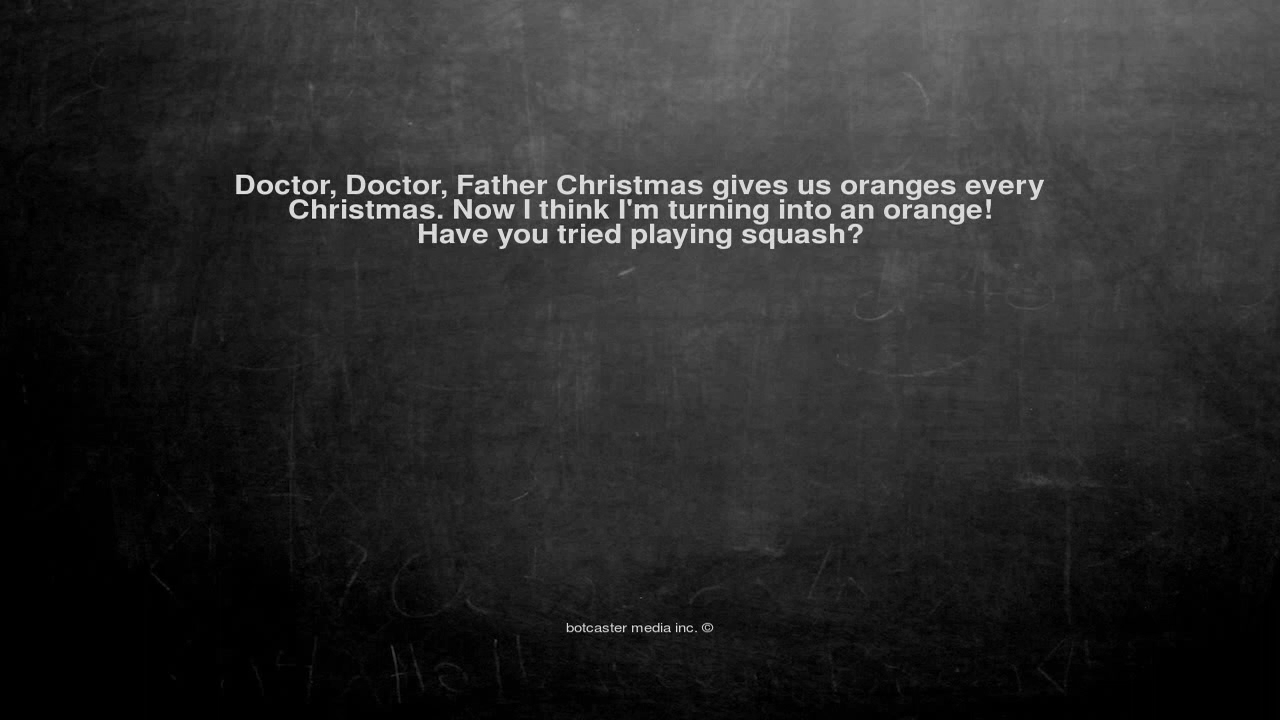 Doctor, Doctor, Father Christmas gives us oranges every
Christmas. Now I think I'm turning into an orange!
Have you tried playing squash?
botcaster media inc. ©